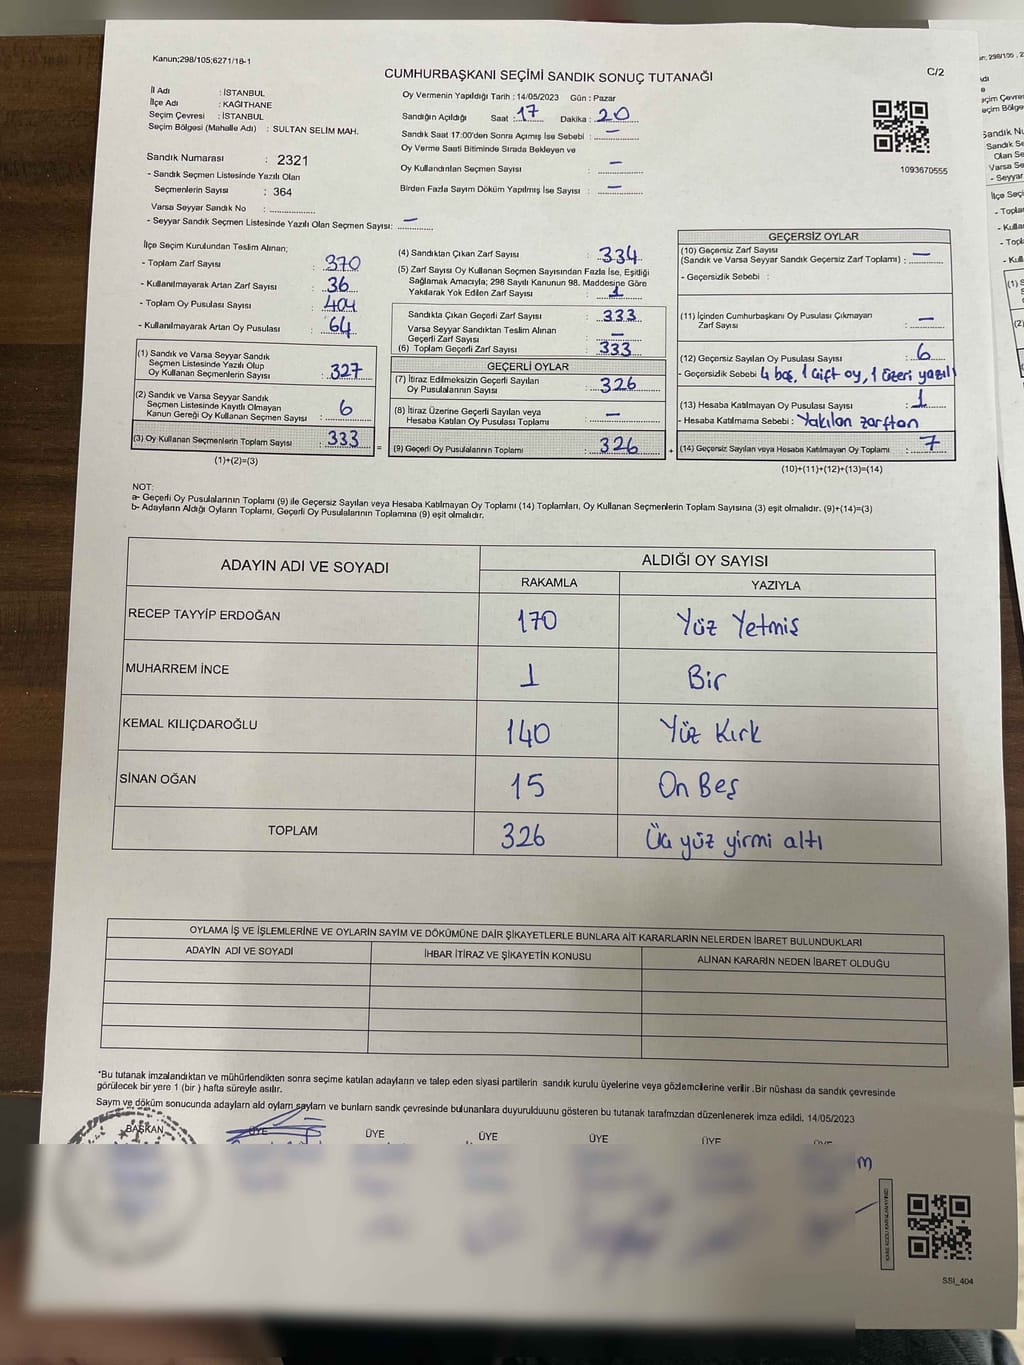 Kanun;298/105;6271/18-1
CUMHURBAŞKANI SEÇİMİ SANDIK SONUÇ TUTANAĞI
C/2
İl Adı : İSTANBUL
İlçe Adı : KAĞITHANE
Seçim Çevresi : İSTANBUL
Seçim Bölgesi (Mahalle Adı) : SULTAN SELİM MAH.
Sandık Numarası : 2321
- Sandık Seçmen Listesinde Yazılı Olan
Seçmenlerin Sayısı : 364
Varsa Seyyar Sandık No :
- Seyyar Sandık Seçmen Listesinde Yazılı Olan Seçmen Sayısı: —
Oy Vermenin Yapıldığı Tarih : 14/05/2023 Gün : Pazar
Sandığın Açıldığı Saat : 17 Dakika : 20
Sandık Saat 17:00'den Sonra Açımış İse Sebebi : —
Oy Verme Saati Bitiminde Sırada Bekleyen ve
Oy Kullandırılan Seçmen Sayısı : —
Birden Fazla Sayım Döküm Yapılmış İse Sayısı : —
1093670555
İlçe Seçim Kurulundan Teslim Alınan;
- Toplam Zarf Sayısı : 370
- Kullanılmayarak Artan Zarf Sayısı : 36
- Toplam Oy Pusulası Sayısı : 404
- Kullanılmayarak Artan Oy Pusulası : 64
(1) Sandık ve Varsa Seyyar Sandık
Seçmen Listesinde Yazılı Olup
Oy Kullanan Seçmenlerin Sayısı : 327
(2) Sandık ve Varsa Seyyar Sandık
Seçmen Listesinde Kayıtlı Olmayan
Kanun Gereği Oy Kullanan Seçmen Sayısı : 6
(3) Oy Kullanan Seçmenlerin Toplam Sayısı : 333
(1)+(2)=(3)
=
(4) Sandıktan Çıkan Zarf Sayısı : 334
(5) Zarf Sayısı Oy Kullanan Seçmen Sayısından Fazla İse, Eşitliği
Sağlamak Amacıyla; 298 Sayılı Kanunun 98. Maddesine Göre
Yakılarak Yok Edilen Zarf Sayısı : 1
Sandıkta Çıkan Geçerli Zarf Sayısı : 333
Varsa Seyyar Sandıktan Teslim Alınan
Geçerli Zarf Sayısı : —
(6) Toplam Geçerli Zarf Sayısı : 333
GEÇERLİ OYLAR
(7) İtiraz Edilmeksizin Geçerli Sayılan
Oy Pusulalarının Sayısı : 326
(8) İtiraz Üzerine Geçerli Sayılan veya
Hesaba Katılan Oy Pusulaları Toplamı : —
(9) Geçerli Oy Pusulalarının Toplamı : 326
+
GEÇERSİZ OYLAR
(10) Geçersiz Zarf Sayısı
(Sandık ve Varsa Seyyar Sandık Geçersiz Zarf Toplamı) : —
- Geçersizlik Sebebi :
(11) İçinden Cumhurbaşkanı Oy Pusulası Çıkmayan
Zarf Sayısı : —
(12) Geçersiz Sayılan Oy Pusulası Sayısı : 6
- Geçersizlik Sebebi : 4 boş, 1 çift oy, 1 üzeri yazılı
(13) Hesaba Katılmayan Oy Pusulası Sayısı : 1
- Hesaba Katılmama Sebebi : Yakılan zarftan
(14) Geçersiz Sayılan veya Hesaba Katılmayan Oy Toplamı : 7
(10)+(11)+(12)+(13)=(14)
NOT:
a- Geçerli Oy Pusulalarının Toplamı (9) ile Geçersiz Sayılan veya Hesaba Katılmayan Oy Toplamı (14) Toplamları, Oy Kullanan Seçmenlerin Toplam Sayısına (3) eşit olmalıdır. (9)+(14)=(3)
b- Adayların Aldığı Oyların Toplamı, Geçerli Oy Pusulalarının Toplamına (9) eşit olmalıdır.
ADAYIN ADI VE SOYADI ALDIĞI OY SAYISI
RAKAMLA YAZIYLA
RECEP TAYYİP ERDOĞAN 170 Yüz Yetmiş
MUHARREM İNCE 1 Bir
KEMAL KILIÇDAROĞLU 140 Yüz Kırk
SİNAN OĞAN 15 On Beş
TOPLAM 326 Üç yüz yirmi altı
OYLAMA İŞ VE İŞLEMLERİNE VE OYLARIN SAYIM VE DÖKÜMÜNE DAİR ŞİKAYETLERLE BUNLARA AİT KARARLARIN NELERDEN İBARET BULUNDUKLARI
ADAYIN ADI VE SOYADI İHBAR İTİRAZ VE ŞİKAYETİN KONUSU ALINAN KARARIN NEDEN İBARET OLDUĞU
*Bu tutanak imzalandıktan ve mühürlendikten sonra seçime katılan adayların ve talep eden siyasi partilerin sandık kurulu üyelerine veya gözlemcilerine verilir .Bir nüshası da sandık çevresinde
görülecek bir yere 1 (bir ) hafta süreyle asılır.
Sayım ve döküm sonucunda adayların ald oyların saylarn ve bunlarn sandk çevresinde bulunanlara duyurulduunu gösteren bu tutanak tarafmzdan düzenlenerek imza edildi. 14/05/2023
BAŞKAN ÜYE ÜYE ÜYE ÜYE ÜYE ÜYE
SSI_404